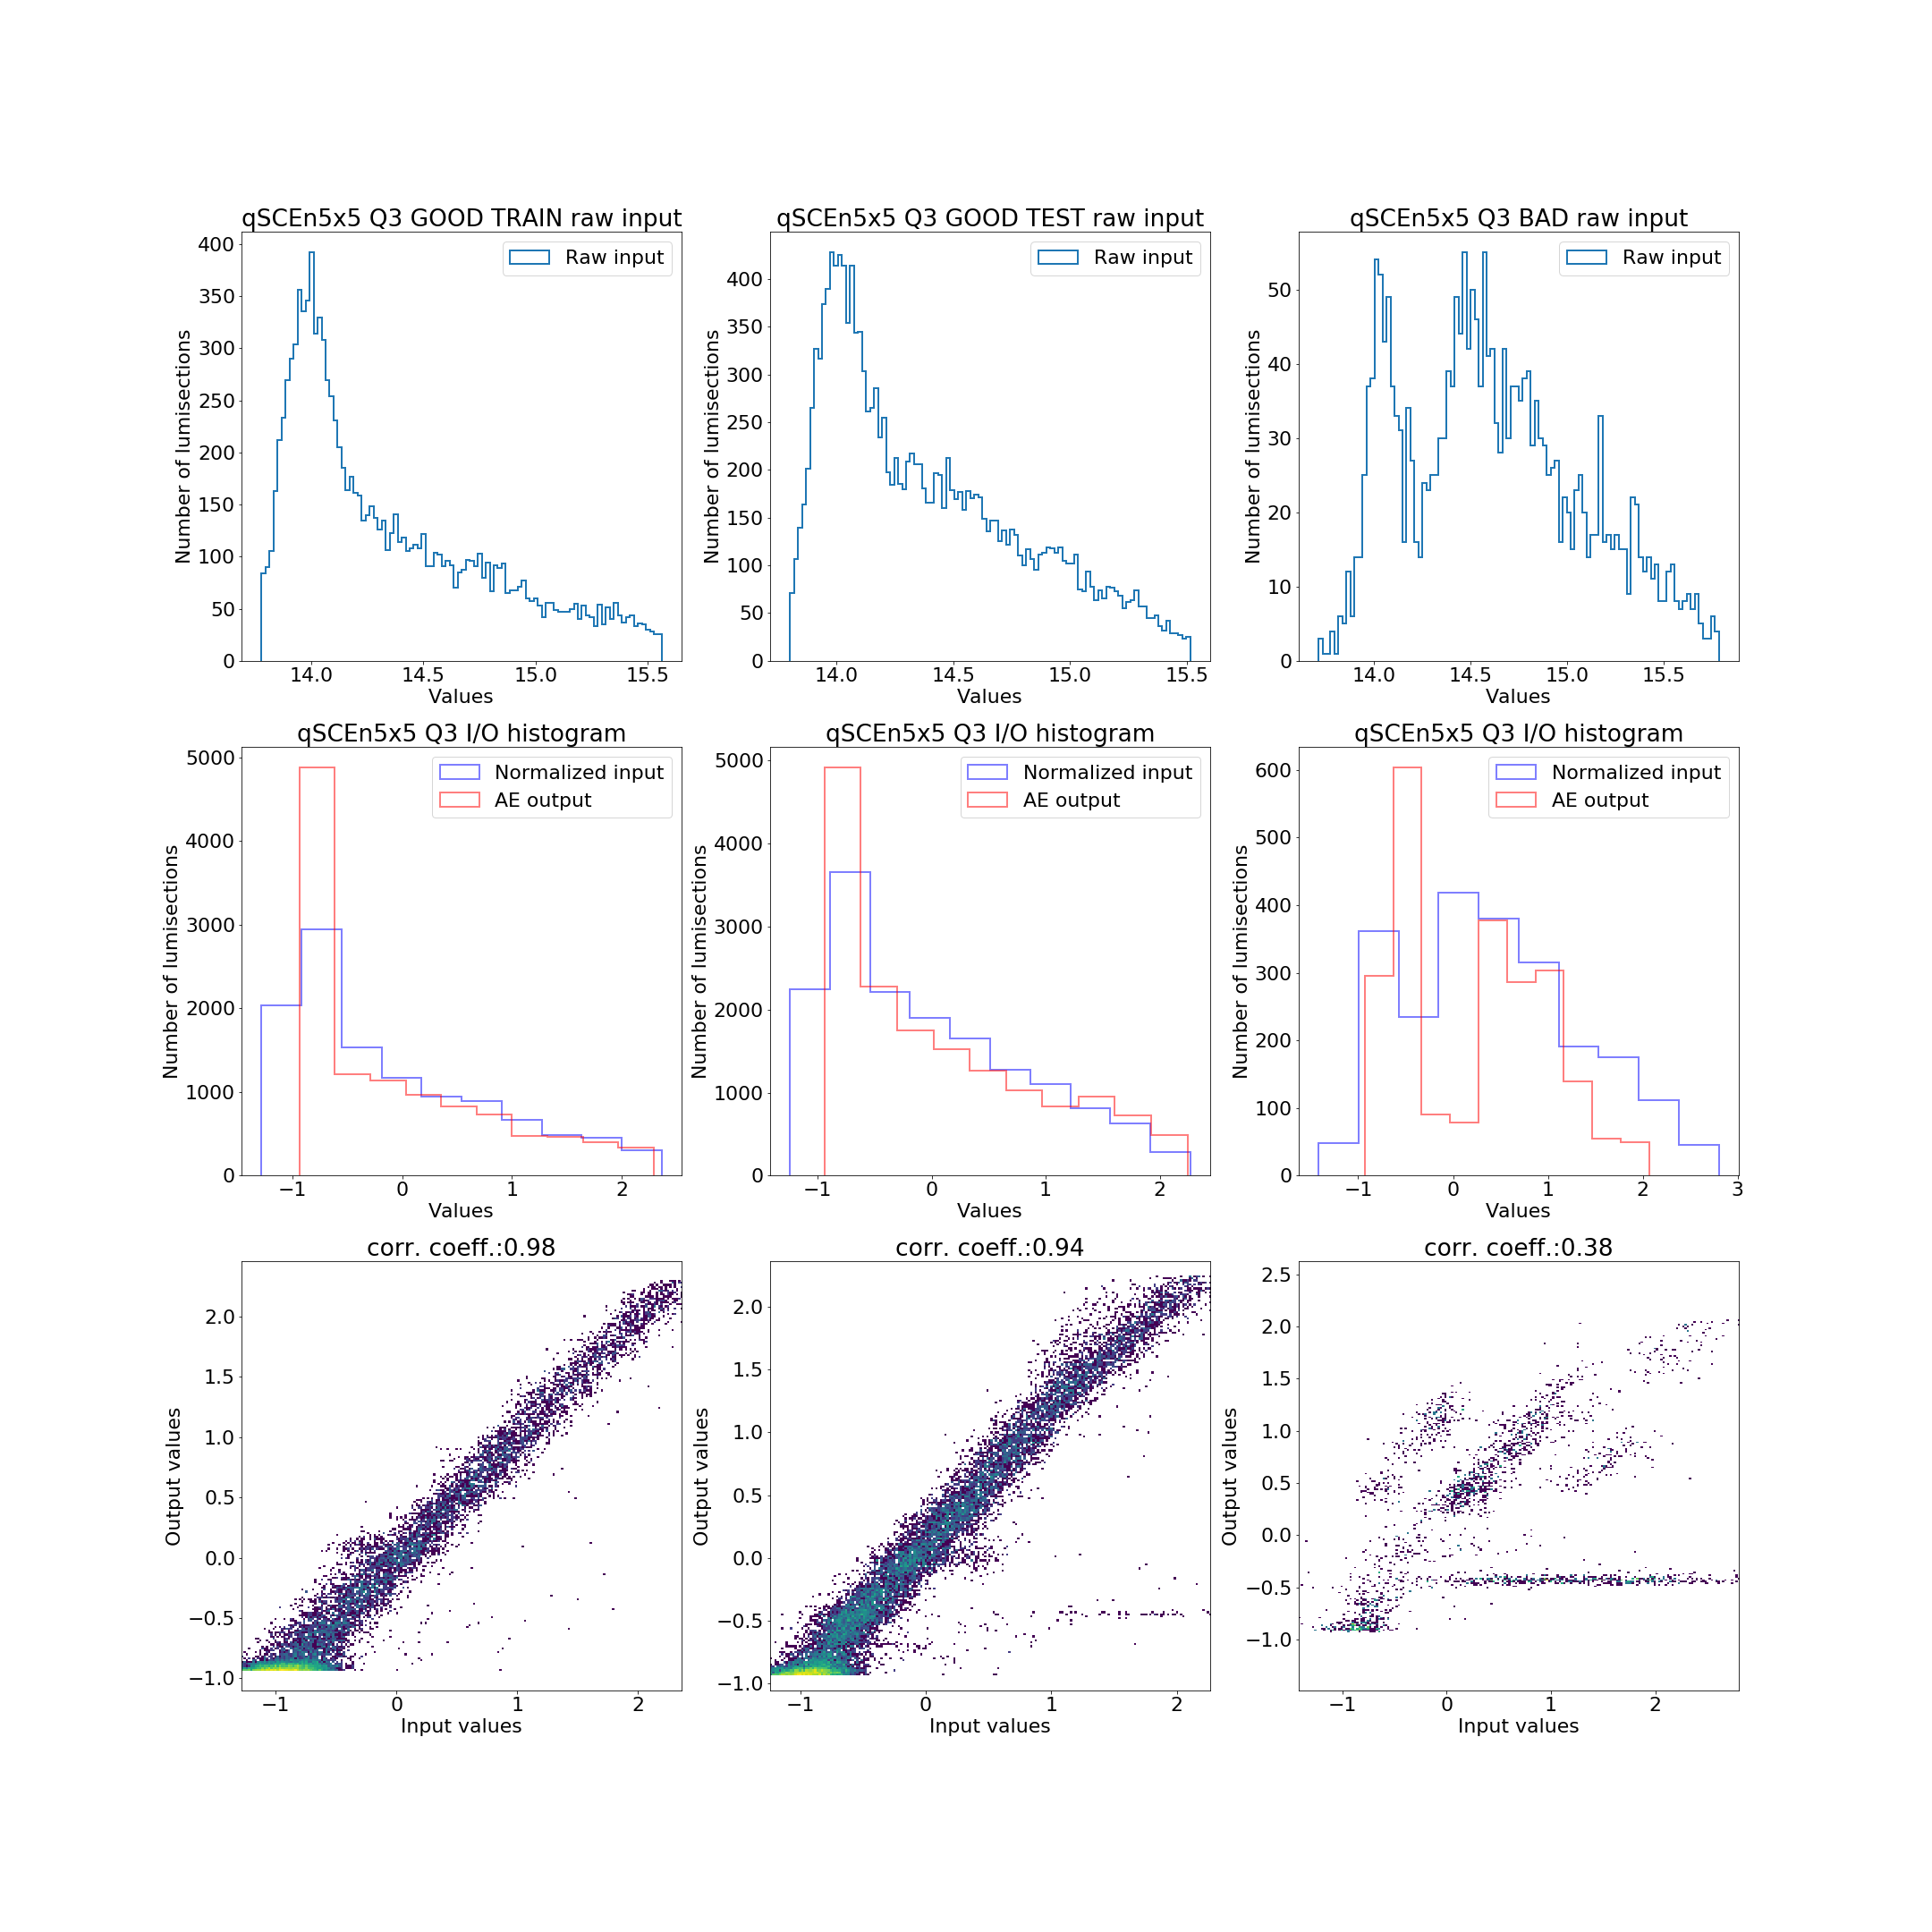 qSCEn5x5 Q3 GOOD TRAIN raw input
Number of lumisections
400
350
300
250
200
150
100
50
0
Raw input
14.0 14.5 15.0 15.5
Values
qSCEn5x5 Q3 GOOD TEST raw input
Number of lumisections
400
350
300
250
200
150
100
50
0
Raw input
14.0 14.5 15.0 15.5
Values
qSCEn5x5 Q3 BAD raw input
Number of lumisections
50
40
30
20
10
0
Raw input
14.0 14.5 15.0 15.5
Values
qSCEn5x5 Q3 I/O histogram
Number of lumisections
5000
4000
3000
2000
1000
0
Normalized input
AE output
−1 0 1 2
Values
qSCEn5x5 Q3 I/O histogram
Number of lumisections
5000
4000
3000
2000
1000
0
Normalized input
AE output
−1 0 1 2
Values
qSCEn5x5 Q3 I/O histogram
Number of lumisections
600
500
400
300
200
100
0
Normalized input
AE output
−1 0 1 2 3
Values
corr. coeff.:0.98
Output values
2.0
1.5
1.0
0.5
0.0
−0.5
−1.0
−1 0 1 2
Input values
corr. coeff.:0.94
Output values
2.0
1.5
1.0
0.5
0.0
−0.5
−1.0
−1 0 1 2
Input values
corr. coeff.:0.38
Output values
2.5
2.0
1.5
1.0
0.5
0.0
−0.5
−1.0
−1 0 1 2
Input values